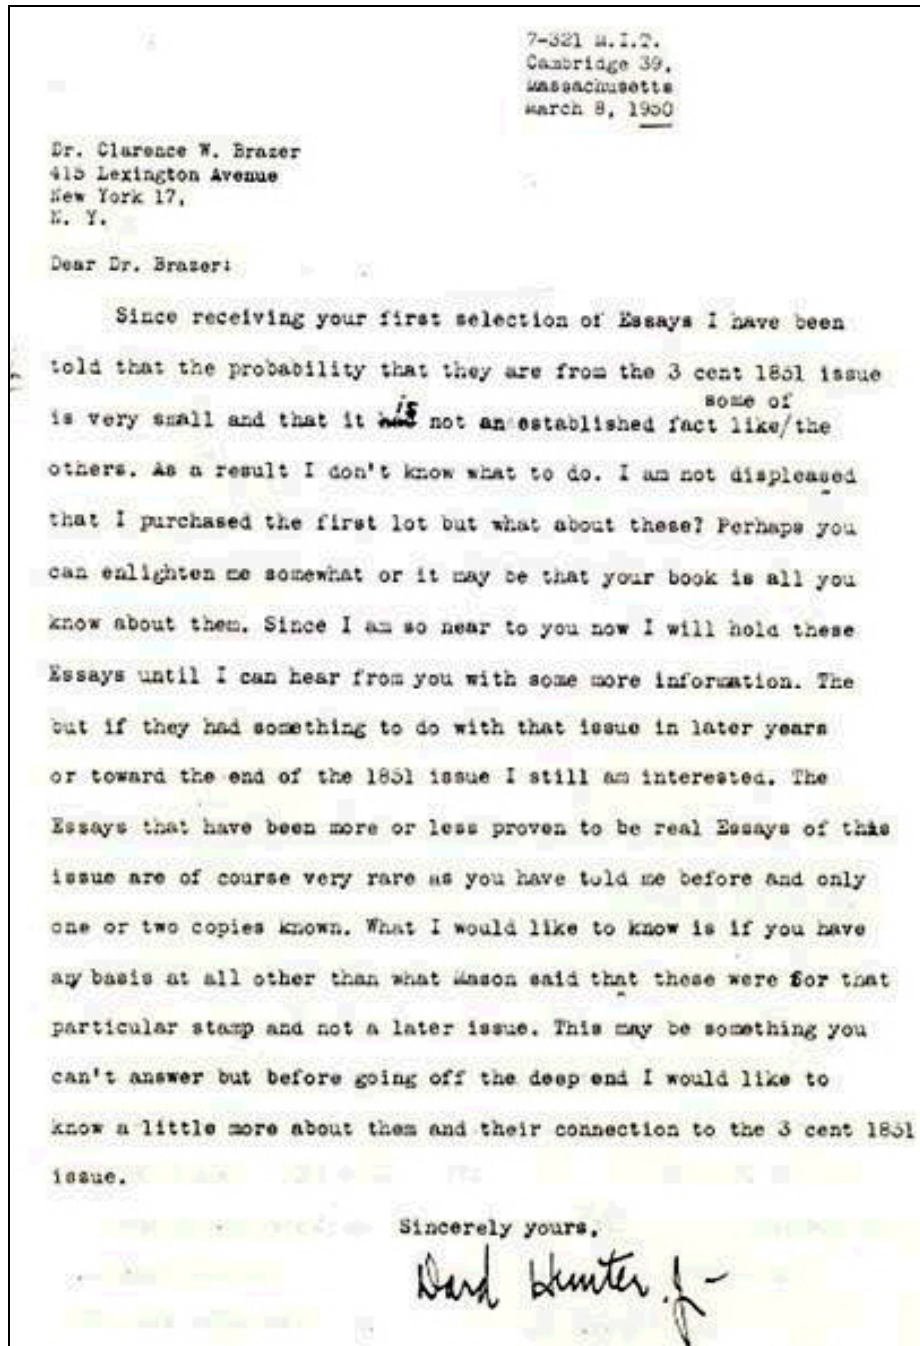 7-321 M.I.T.
Cambridge 39,
Massachusetts
March 8, 1950
Dr. Clarence W. Brazer
415 Lexington Avenue
New York 17,
N. Y.
Dear Dr. Brazer:
Since receiving your first selection of Essays I have been
told that the probability that they are from the 3 cent 1851 issue
some of
is very small and that it is not an established fact like/the
others. As a result I don't know what to do. I am not displeased
that I purchased the first lot but what about these? Perhaps you
can enlighten me somewhat or it may be that your book is all you
know about them. Since I am so near to you now I will hold these
Essays until I can hear from you with some more information. The
but if they had something to do with that issue in later years
or toward the end of the 1851 issue I still am interested. The
Essays that have been more or less proven to be real Essays of this
issue are of course very rare as you have told me before and only
one or two copies known. What I would like to know is if you have
any basis at all other than what Mason said that these were for that
particular stamp and not a later issue. This may be something you
can't answer but before going off the deep end I would like to
know a little more about them and their connection to the 3 cent 1851
issue.
Sincerely yours,
Dard Hunter Jr